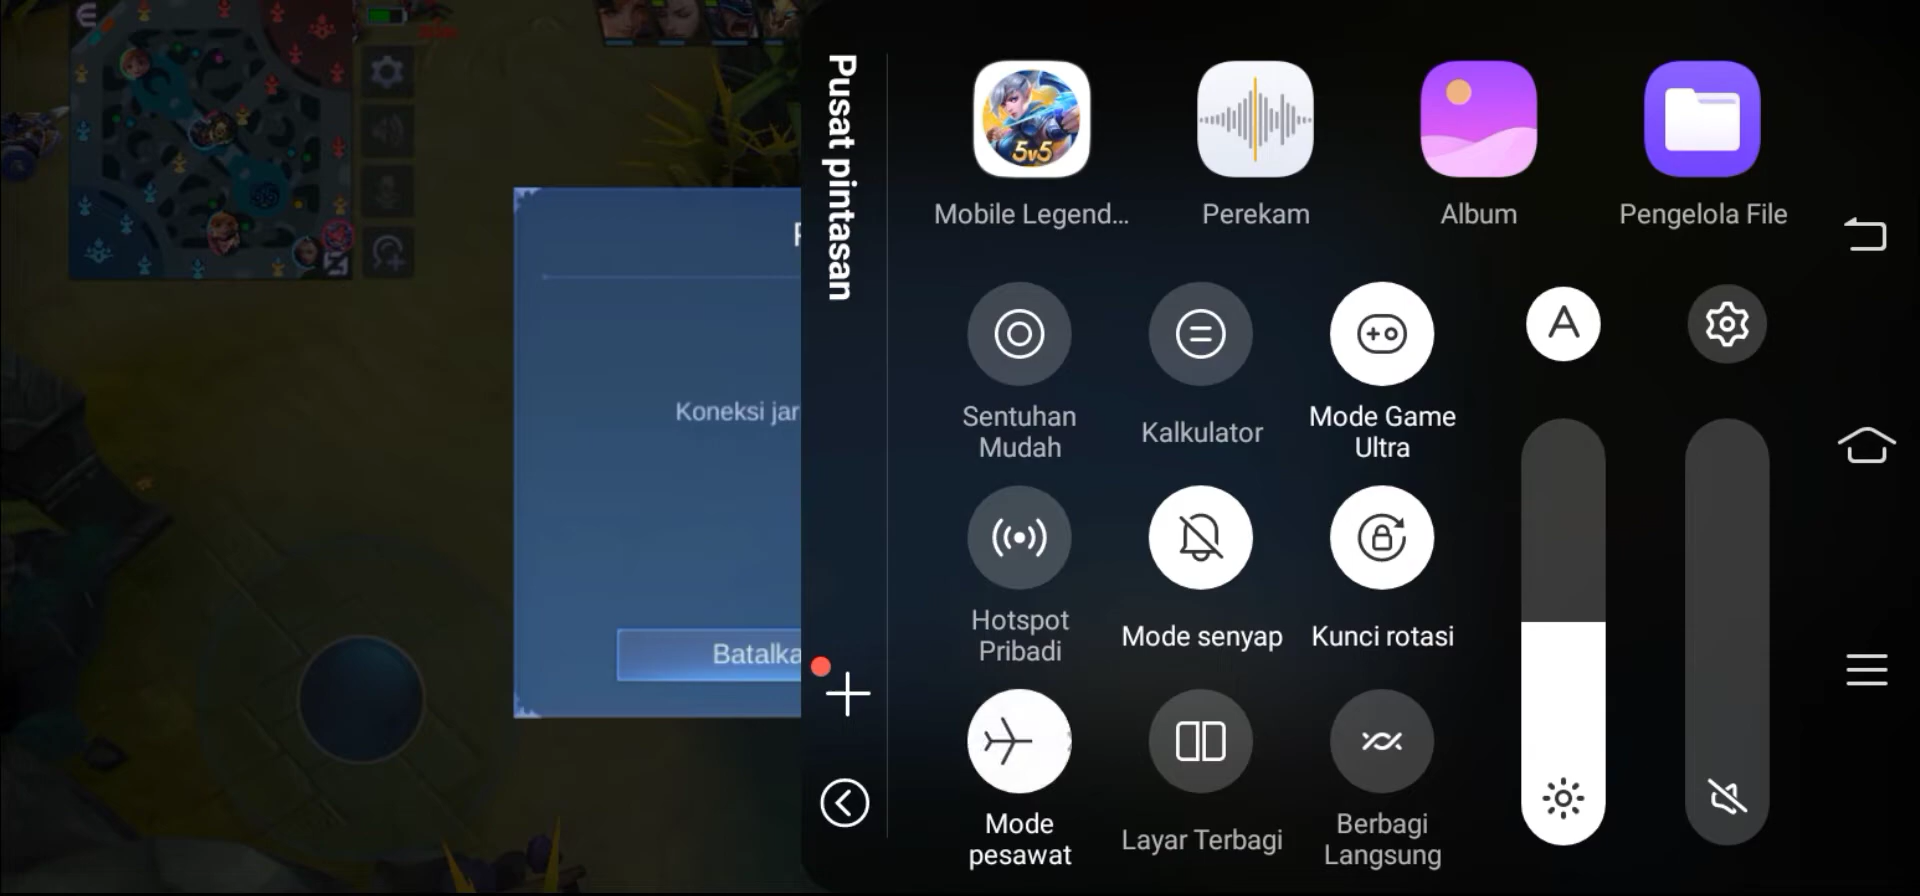 Pusat pintasan
5v5
Mobile Legend...
Perekam
Album
Pengelola File
Sentuhan
Mudah
Kalkulator
Mode Game
Ultra
A
Hotspot
Pribadi
Mode senyap
Kunci rotasi
Mode
pesawat
Layar Terbagi
Berbagi
Langsung
Koneksi jar
Batalka